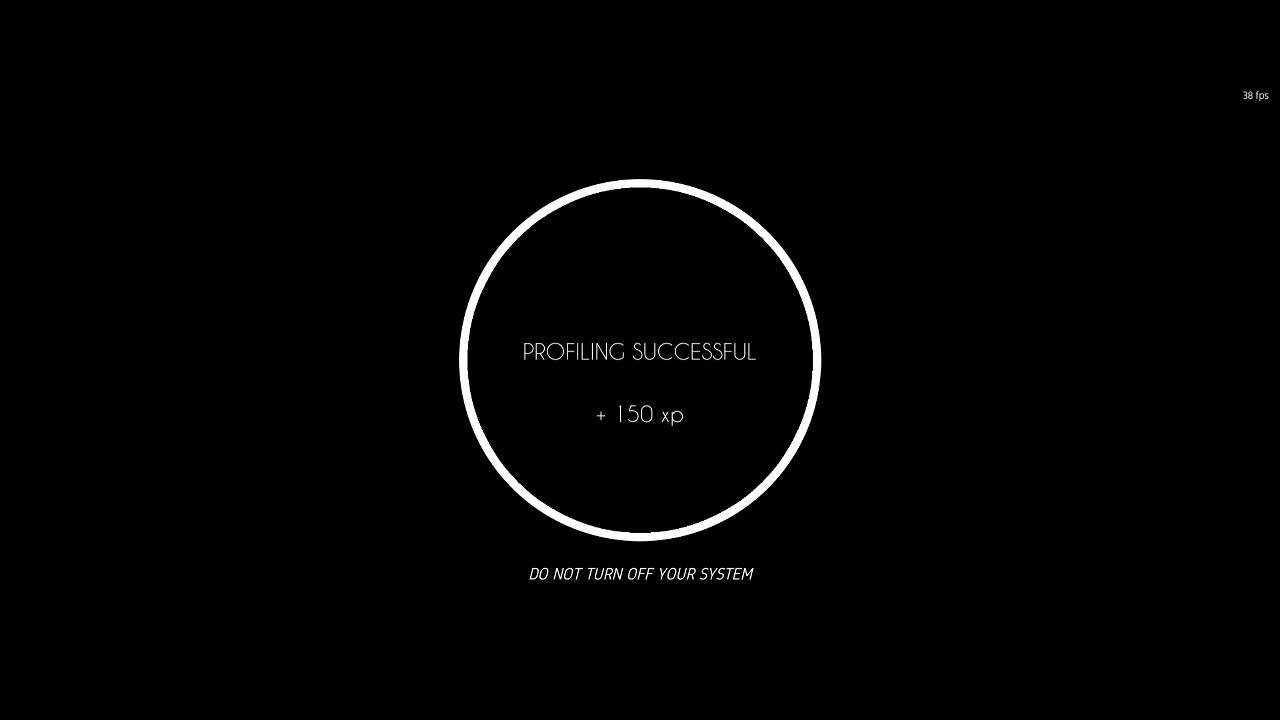 38 fps
PROFILING SUCCESSFUL
+ 150 xp
DO NOT TURN OFF YOUR SYSTEM